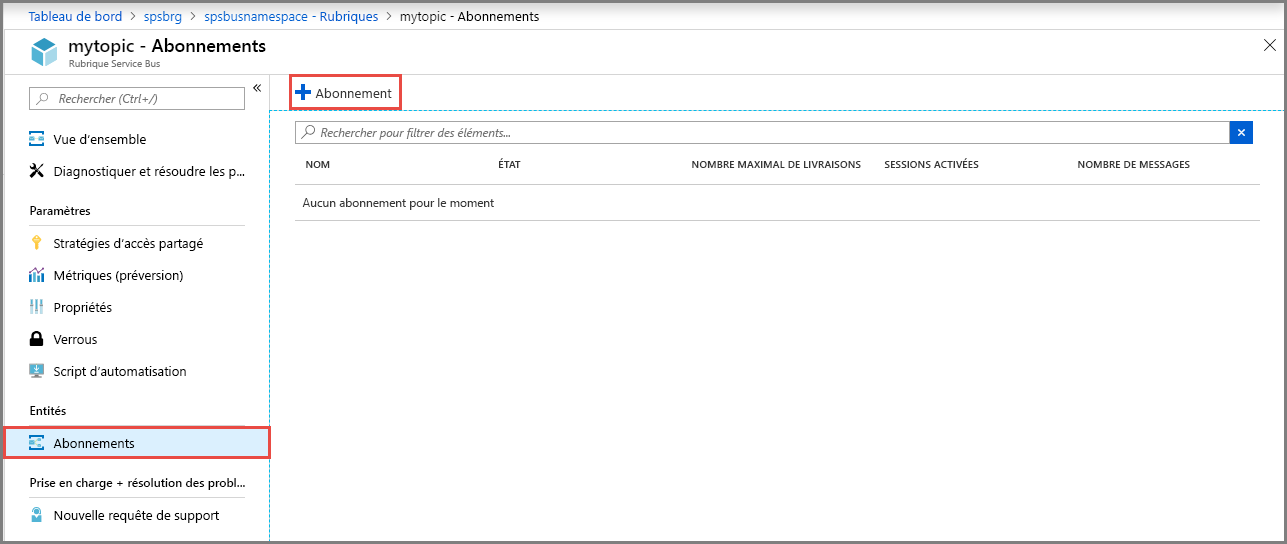 Tableau de bord > spsbrg > spsbusnamespace - Rubriques > mytopic - Abonnements
mytopic - Abonnements
Rubrique Service Bus
Rechercher (Ctrl+/)
«
Vue d'ensemble
Diagnostiquer et résoudre les p...
Paramètres
Stratégies d'accès partagé
Métriques (préversion)
Propriétés
Verrous
Script d'automatisation
Entités
Abonnements
Prise en charge + résolution des probl...
Nouvelle requête de support
Abonnement
Rechercher pour filtrer des éléments...
NOM ÉTAT NOMBRE MAXIMAL DE LIVRAISONS SESSIONS ACTIVÉES NOMBRE DE MESSAGES
Aucun abonnement pour le moment